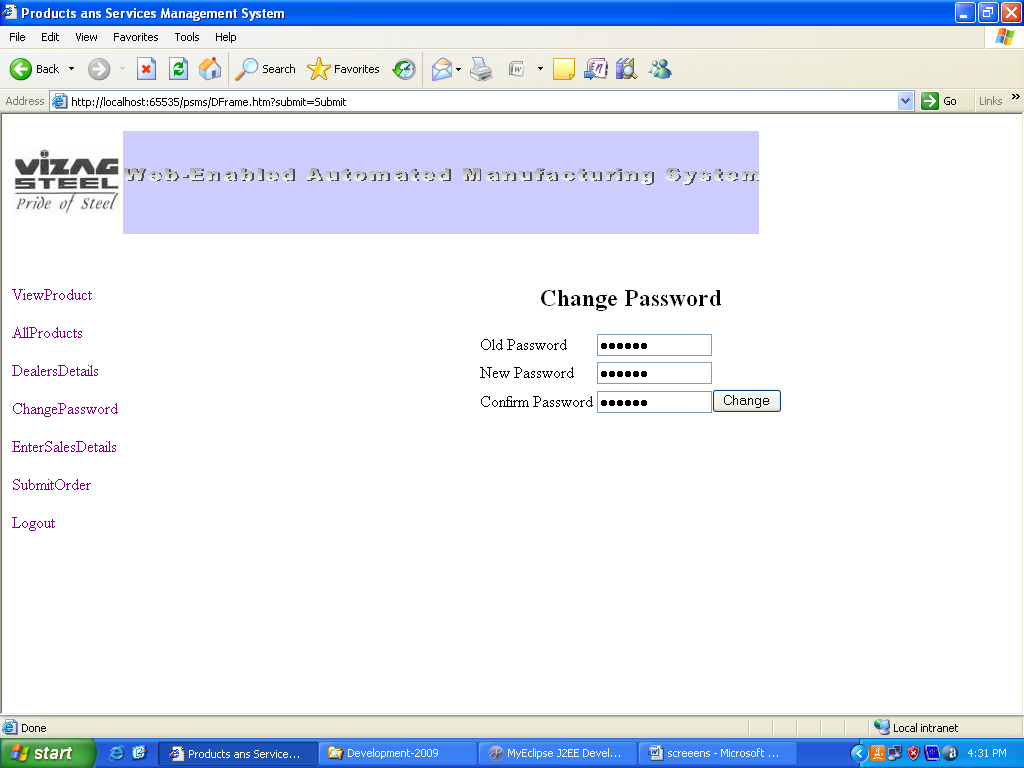 Products ans Services Management System
File Edit View Favorites Tools Help
Back Search Favorites
Address http://localhost:65535/psms/DFrame.htm?submit=Submit Go Links »
VIZAG
STEEL
Pride of Steel
Web-Enabled Automated Manufacturing System
ViewProduct
AllProducts
DealersDetails
ChangePassword
EnterSalesDetails
SubmitOrder
Logout
Change Password
Old Password ●●●●●●
New Password ●●●●●●
Confirm Password ●●●●●● Change
Done Local intranet
start Products ans Service... Development-2009 MyEclipse J2EE Devel... screeens - Microsoft ... 4:31 PM